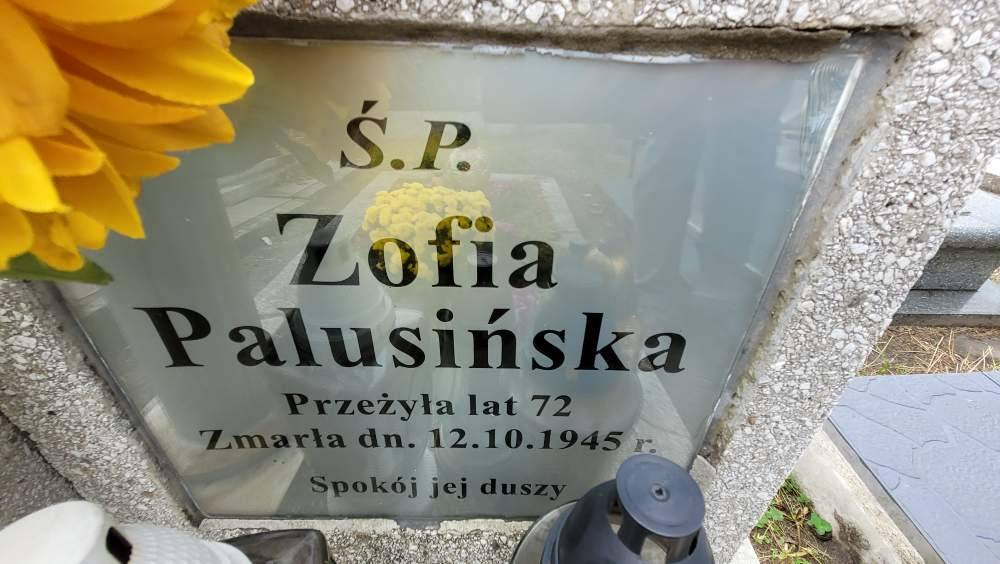 Ś.P.
Zofia
Palusińska
Przeżyła lat 72
Zmarła dn. 12.10.1945 r.
Spokój jej duszy